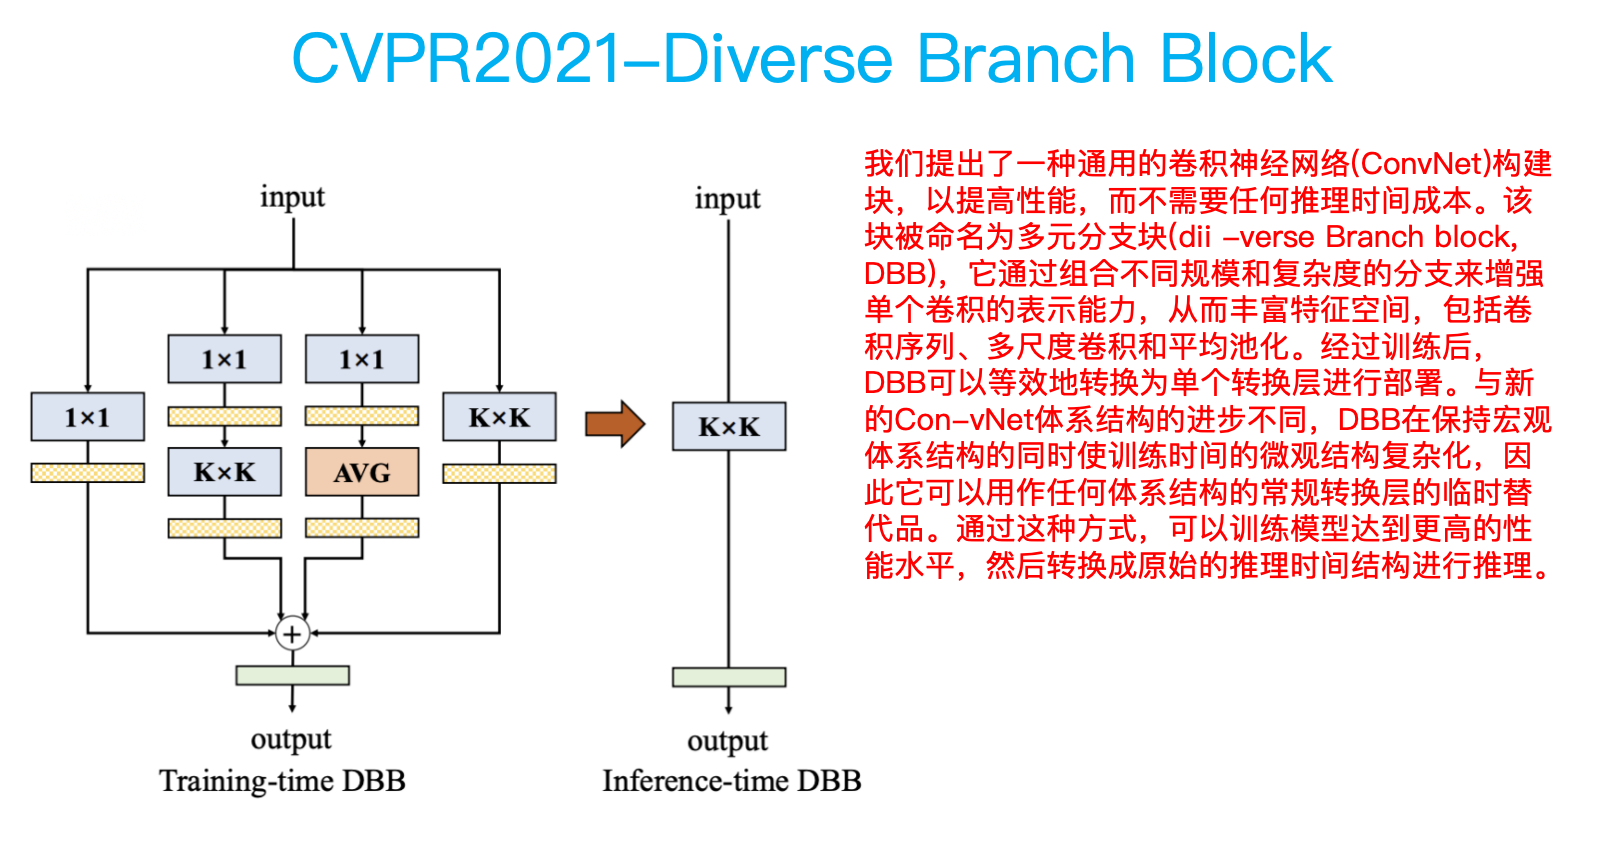 CVPR2021-Diverse Branch Block
input
1×1
1×1
1×1
K×K
K×K
AVG
output
Training-time DBB
input
K×K
output
Inference-time DBB
我们提出了一种通用的卷积神经网络(ConvNet)构建
块，以提高性能，而不需要任何推理时间成本。该
块被命名为多元分支块(dii -verse Branch block,
DBB)，它通过组合不同规模和复杂度的分支来增强
单个卷积的表示能力，从而丰富特征空间，包括卷
积序列、多尺度卷积和平均池化。经过训练后，
DBB可以等效地转换为单个转换层进行部署。与新
的Con-vNet体系结构的进步不同，DBB在保持宏观
体系结构的同时使训练时间的微观结构复杂化，因
此它可以用作任何体系结构的常规转换层的临时替
代品。通过这种方式，可以训练模型达到更高的性
能水平，然后转换成原始的推理时间结构进行推理。